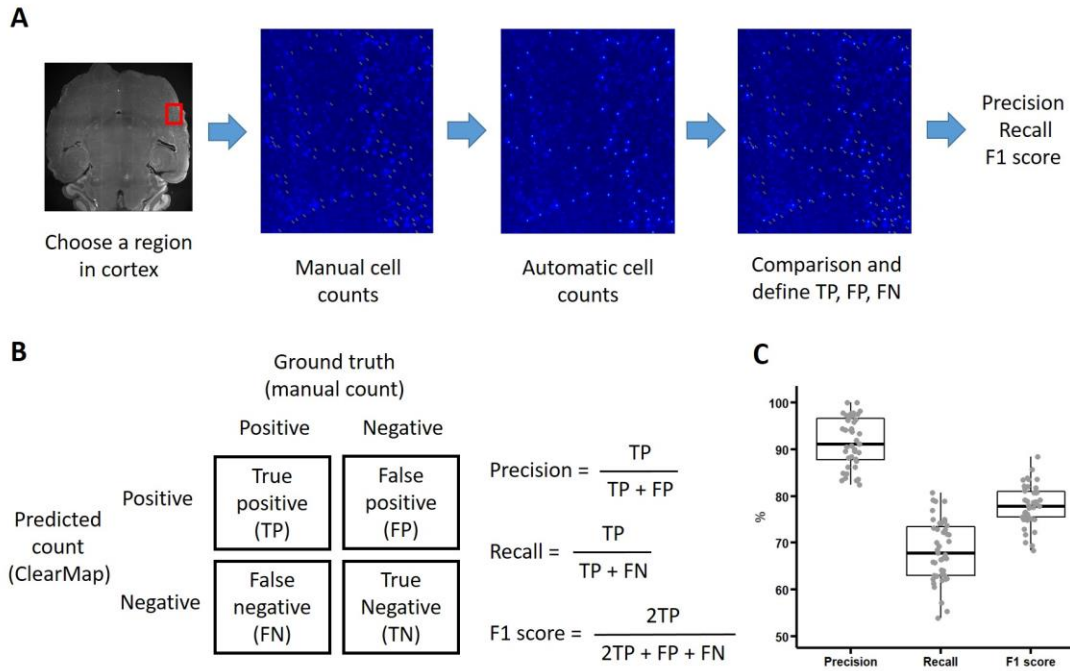 A
Choose a region
in cortex
Manual cell
counts
Automatic cell
counts
Comparison and
define TP, FP, FN
Precision
Recall
F1 score
B
Ground truth
(manual count)
Positive
Negative
Predicted
count
(ClearMap)
Positive
True
positive
(TP)
False
positive
(FP)
Negative
False
negative
(FN)
True
Negative
(TN)
Precision = TP
TP + FP
Recall = TP
TP + FN
F1 score = 2TP
2TP + FP + FN
C
%
100
90
80
70
60
50
Precision
Recall
F1 score